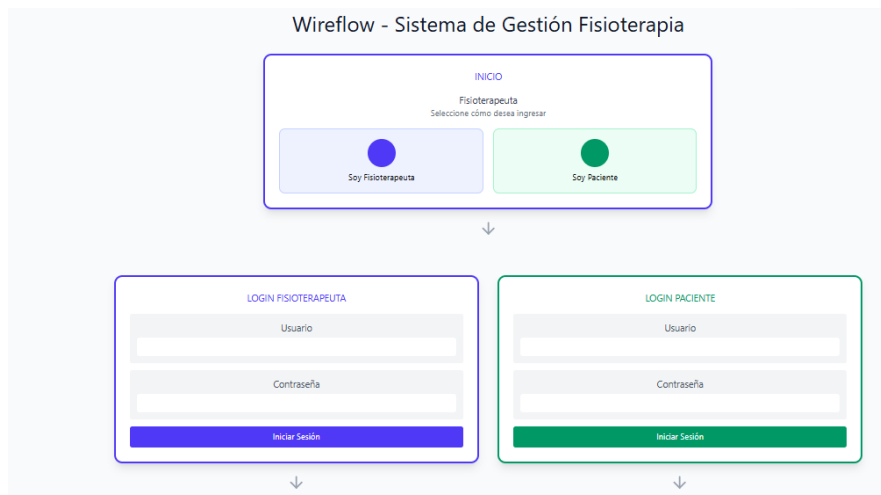 Wireflow - Sistema de Gestión Fisioterapia
INICIO
Fisioterapeuta
Seleccione cómo desea ingresar
Soy Fisioterapeuta
Soy Paciente
LOGIN FISIOTERAPEUTA
Usuario
Contraseña
Iniciar Sesión
LOGIN PACIENTE
Usuario
Contraseña
Iniciar Sesión